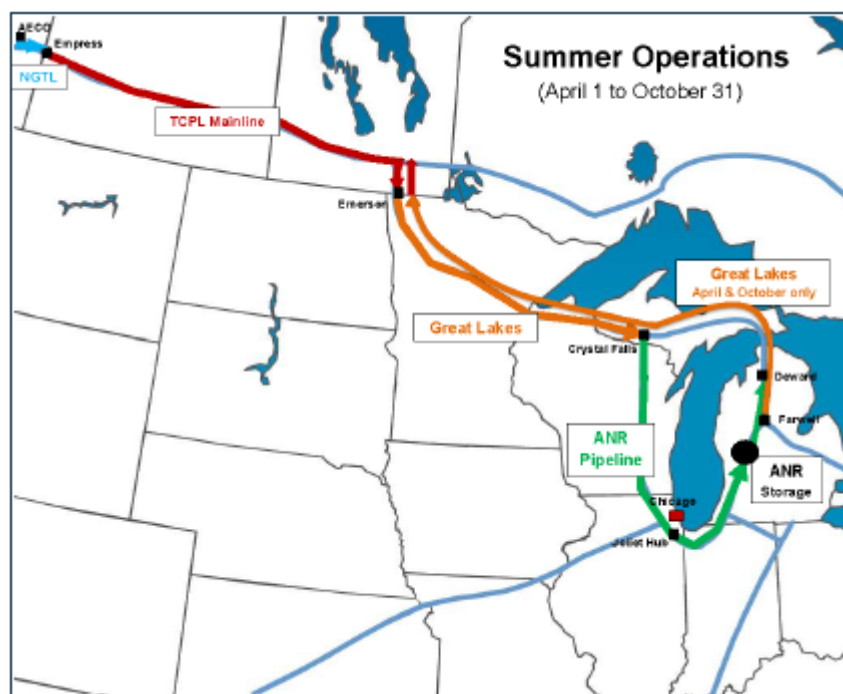 Summer Operations
(April 1 to October 31)
AECO
Empress
NGTL
TCPL Mainline
Emerson
Great Lakes
April & October only
Great Lakes
Crystal Falls
Deward
Farwell
ANR
Pipeline
ANR
Storage
Chicago
Joliet Hub